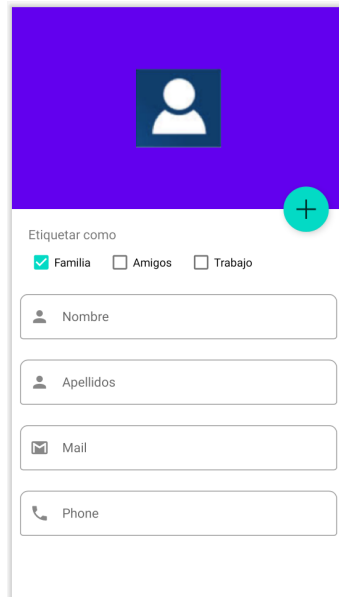 Etiquetar como
Familia Amigos Trabajo
Nombre
Apellidos
Mail
Phone